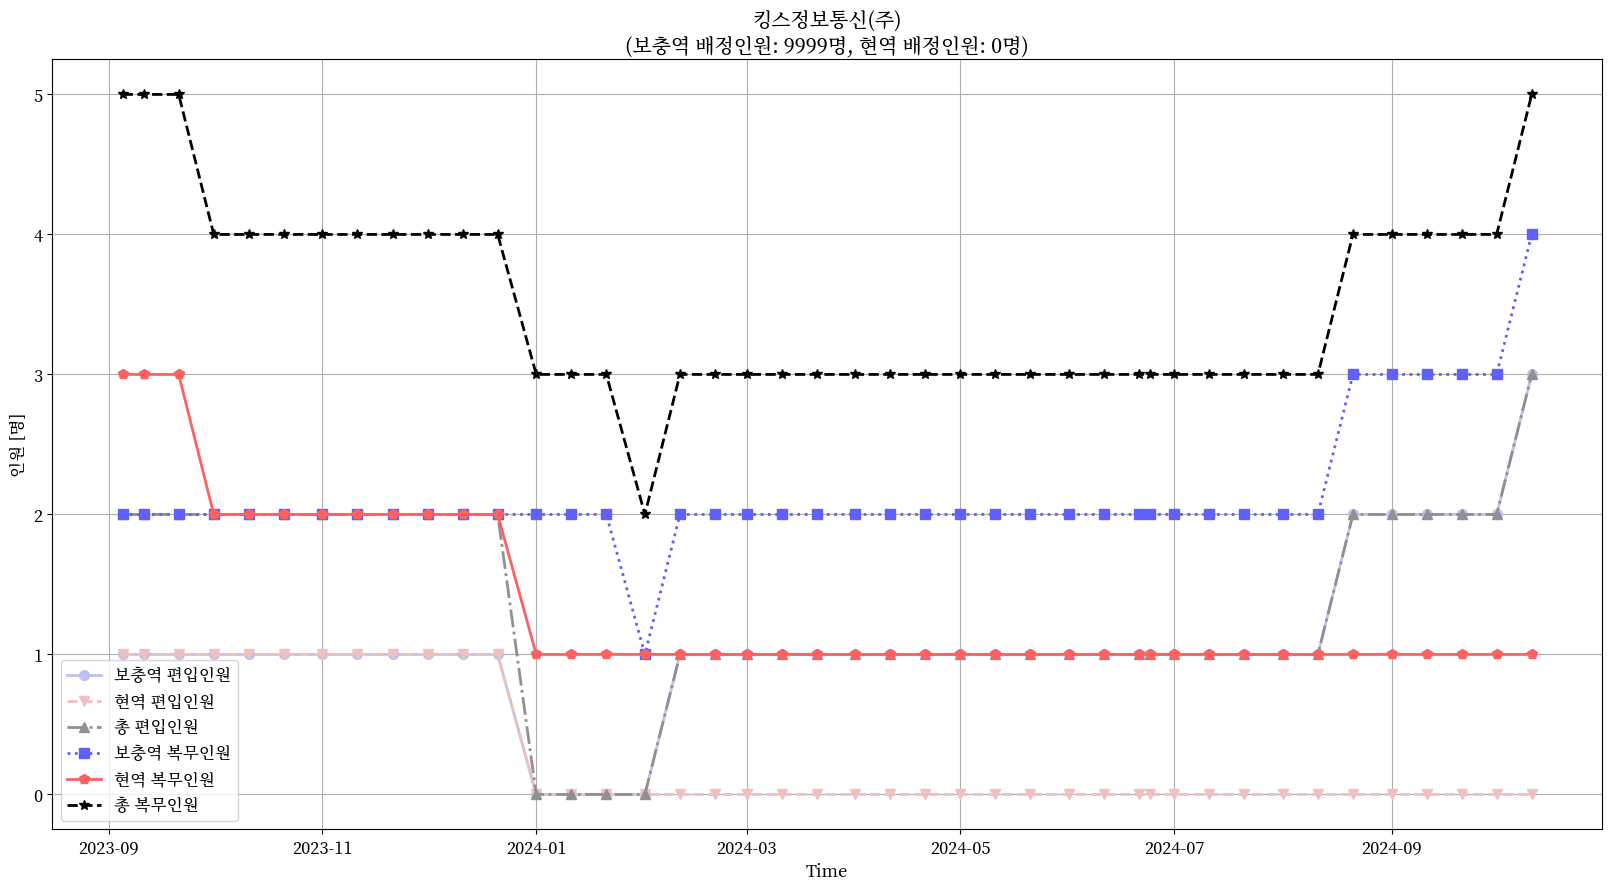 킹스정보통신(주)
(보충역 배정인원: 9999명, 현역 배정인원: 0명)
인원 [명]
5
4
3
2
1
0
보충역 편입인원
현역 편입인원
총 편입인원
보충역 복무인원
현역 복무인원
총 복무인원
2023-09
2023-11
2024-01
2024-03
2024-05
2024-07
2024-09
Time